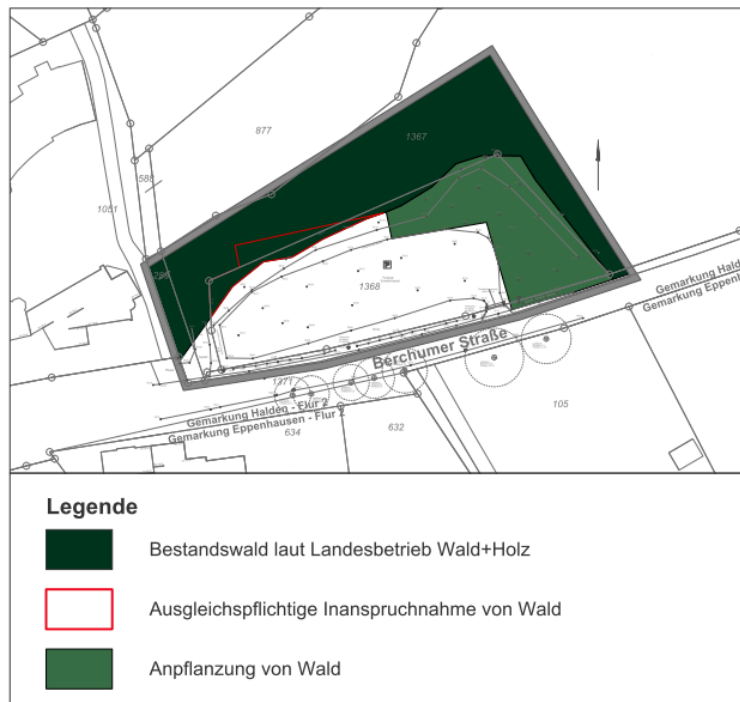 877
1367
588
1051
1368
P
Gemarkung Halden
Gemarkung Eppenhausen
Berchumer Straße
1371
Gemarkung Halden - Flur 2
Gemarkung Eppenhausen - Flur 2
634
632
105
Legende
Bestandswald laut Landesbetrieb Wald+Holz
Ausgleichspflichtige Inanspruchnahme von Wald
Anpflanzung von Wald